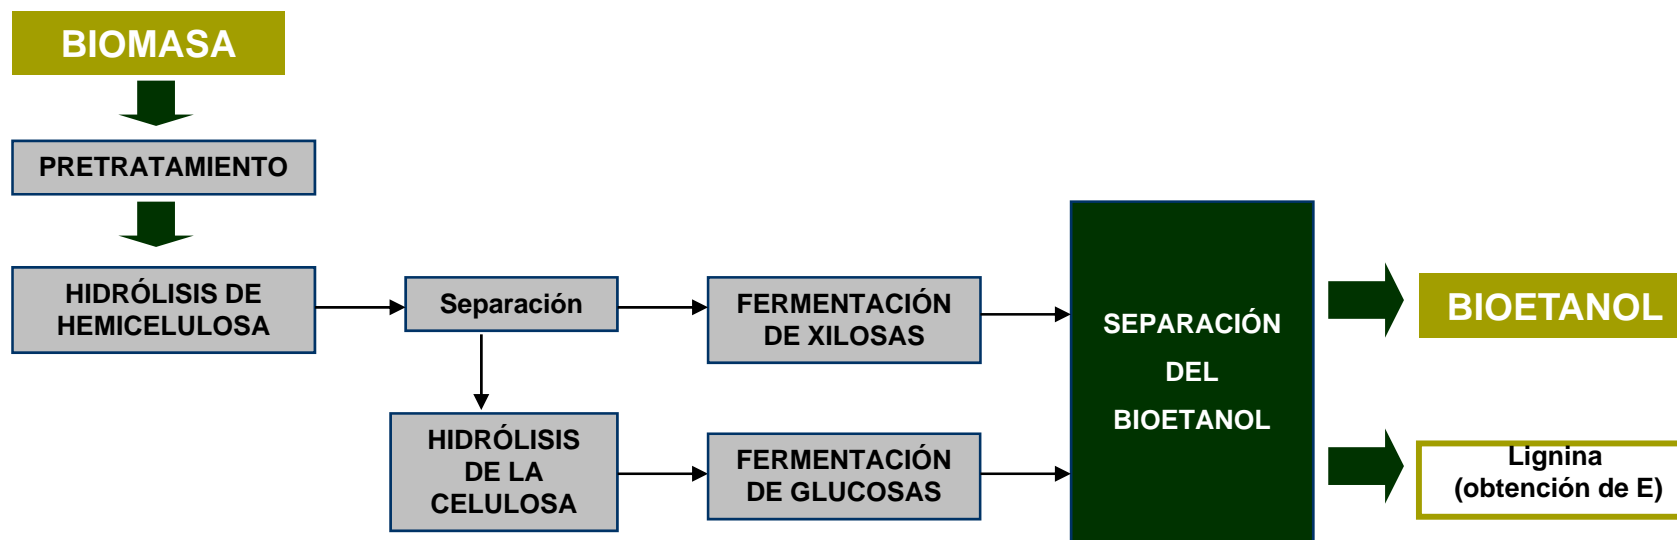 BIOMASA
PRETRATAMIENTO
HIDRÓLISIS DE
HEMICELULOSA
Separación
FERMENTACIÓN
DE XILOSAS
HIDRÓLISIS
DE LA
CELULOSA
FERMENTACIÓN
DE GLUCOSAS
SEPARACIÓN
DEL
BIOETANOL
BIOETANOL
Lignina
(obtención de E)